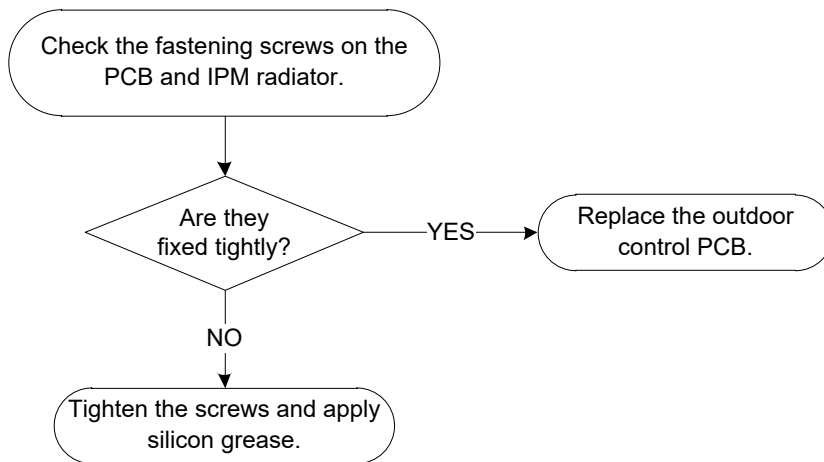 Check the fastening screws on the
PCB and IPM radiator.
Are they
fixed tightly?
YES
Replace the outdoor
control PCB.
NO
Tighten the screws and apply
silicon grease.